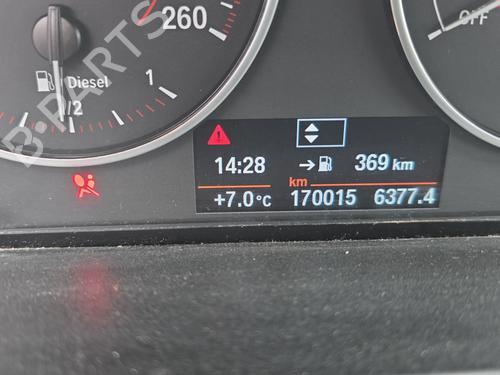 260
OFF
Diesel
1
1/2
14:28
369 km
km
+7.0°C
170015
6377.4
B-PARTS